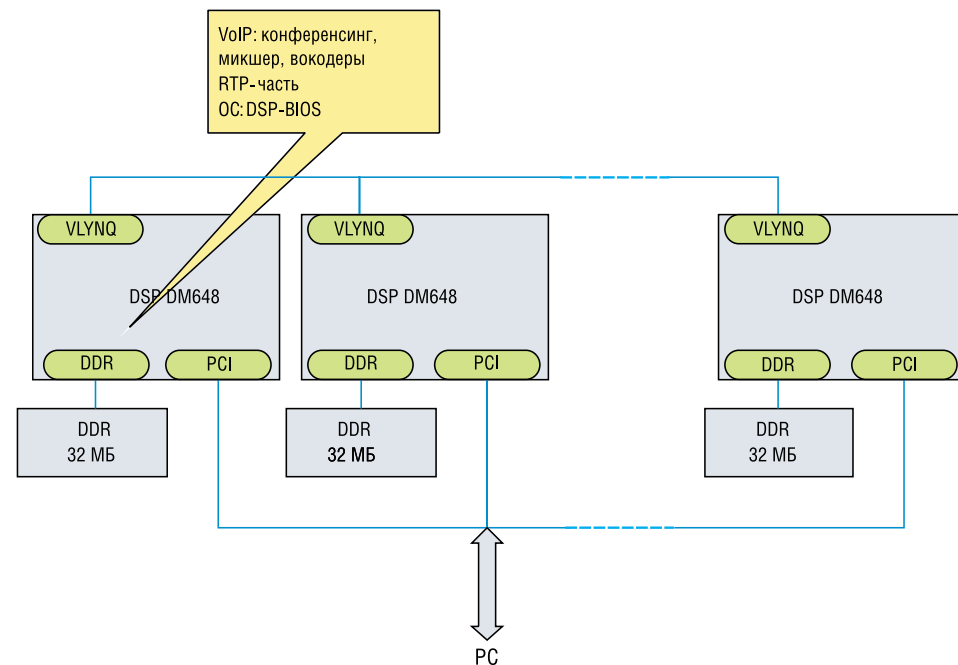 VoIP: конференсинг,
микшер, вокодеры
RTP-часть
ОС: DSP-BIOS
VLYNQ
VLYNQ
VLYNQ
DSP DM648
DSP DM648
DSP DM648
DDR
PCI
DDR
PCI
DDR
PCI
DDR
32 МБ
DDR
32 МБ
DDR
32 МБ
PC